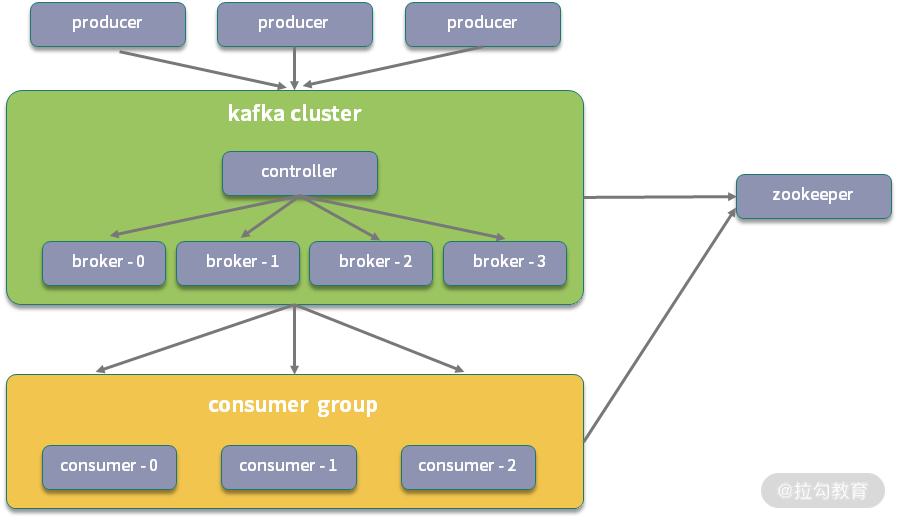 producer producer producer
kafka cluster
controller
zookeeper
broker - 0 broker - 1 broker - 2 broker - 3
consumer group
consumer - 0 consumer - 1 consumer - 2
@拉勾教育